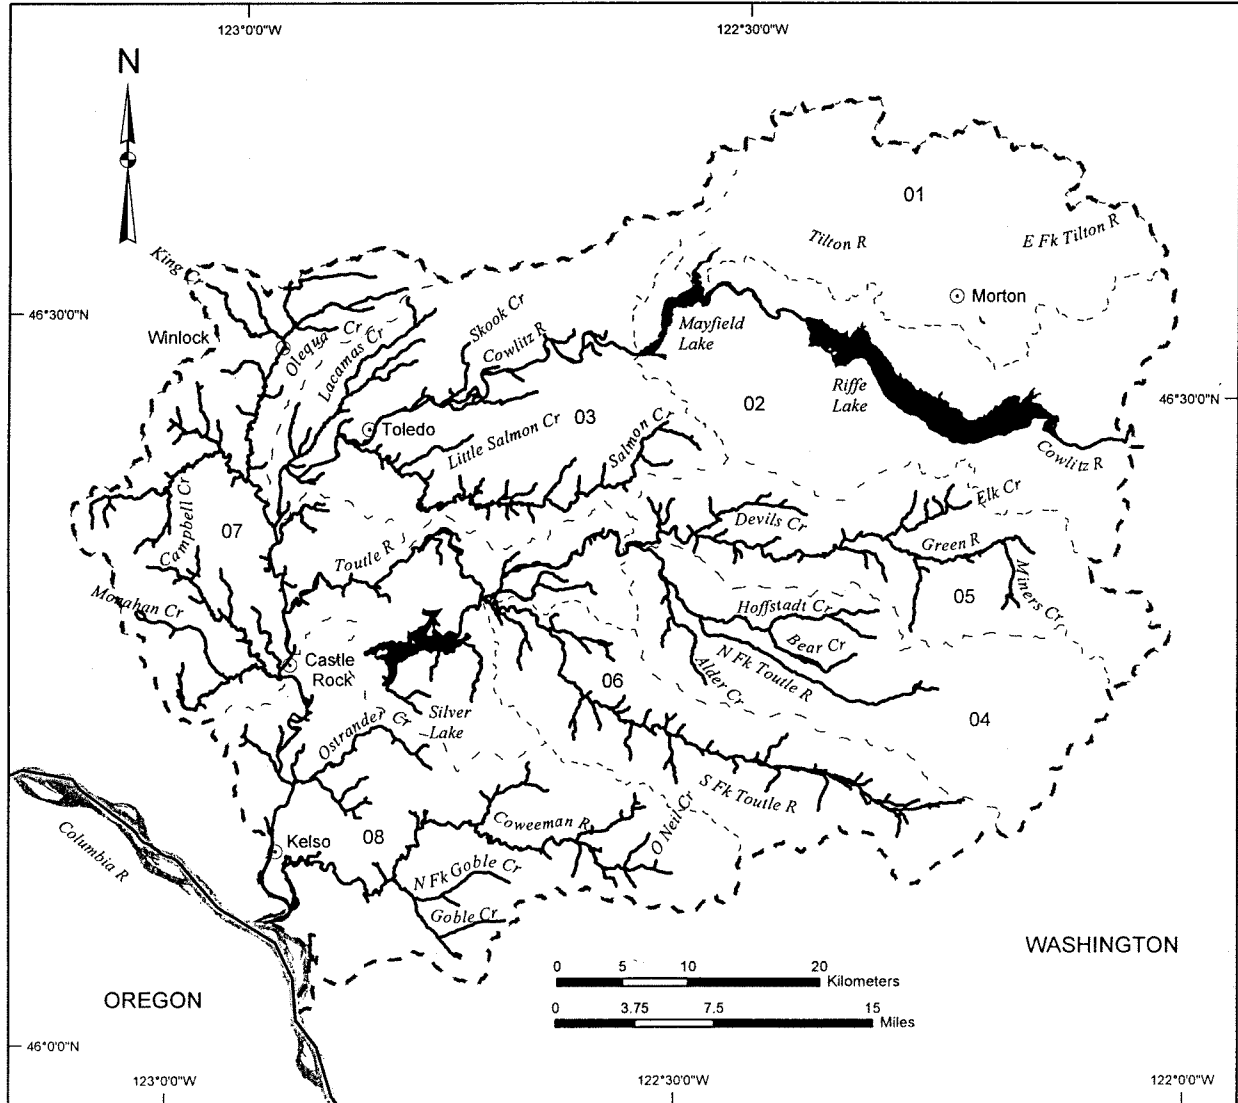 123°0'0"W
122°30'0"W
N
01
Tilton R
E Fk Tilton R
King Cr
Morton
46°30'0"N
Winlock
Olequa Cr
Lacamas Cr
Skook Cr
Cowlitz R
Mayfield
Lake
Riffe
Lake
46°30'0"N
02
03
Toledo
Little Salmon Cr
Salmon Cr
Cowlitz R
Elk Cr
Campbell Cr
07
Devils Cr
Green R
Toutle R
Miners Cr
05
Monahan Cr
Hoffstadt Cr
Bear Cr
Castle
Rock
N Fk Toutle R
Alder Cr
06
04
Ostrander Cr
Silver
Lake
S Fk Toutle R
Columbia R
Kelso
08
Coweeman R
O Neil Cr
N Fk Goble Cr
Goble Cr
WASHINGTON
0 5 10 20
Kilometers
OREGON
0 3.75 7.5 15
Miles
46°0'0"N
123°0'0"W
122°30'0"W
122°0'0"W